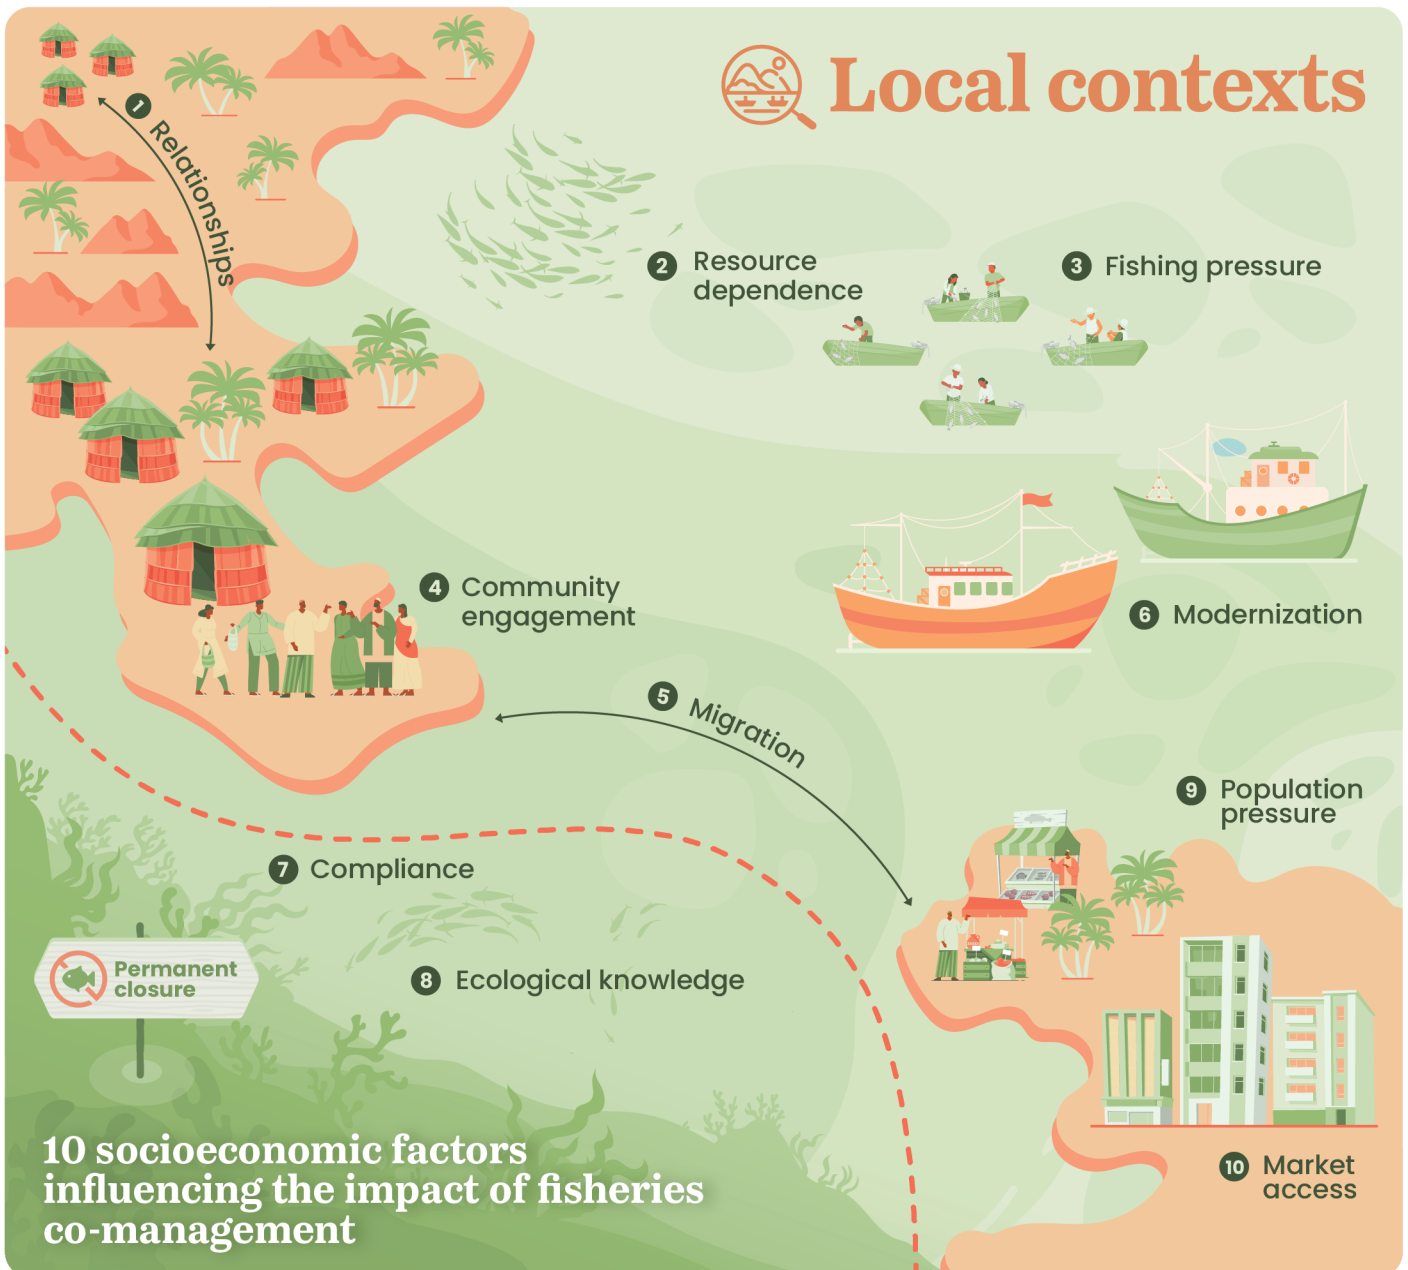 Local contexts
1 Relationships
2 Resource
dependence
3 Fishing pressure
4 Community
engagement
5 Migration
6 Modernization
7 Compliance
8 Ecological knowledge
9 Population
pressure
10 Market
access
Permanent
closure
10 socioeconomic factors
influencing the impact of fisheries
co-management